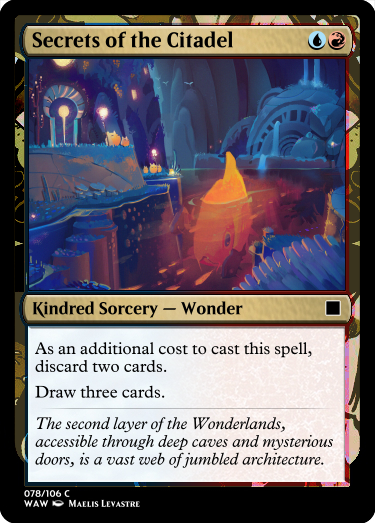 Secrets of the Citadel
Kindred Sorcery — Wonder
As an additional cost to cast this spell,
discard two cards.
Draw three cards.
The second layer of the Wonderlands,
accessible through deep caves and mysterious
doors, is a vast web of jumbled architecture.
078/106 C
WAW Maelis Levastre